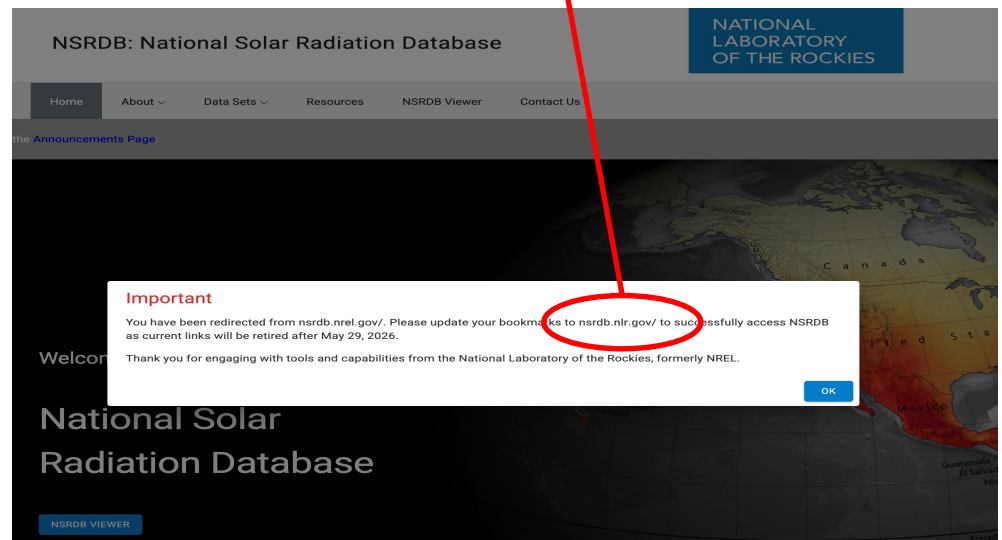 NSRDB: National Solar Radiation Database
NATIONAL
LABORATORY
OF THE ROCKIES
Home About Data Sets Resources NSRDB Viewer Contact Us
the Announcements Page.
Canada
Important
You have been redirected from nsrdb.nrel.gov/. Please update your bookmarks to nsrdb.nlr.gov/ to successfully access NSRDB
as current links will be retired after May 29, 2026.
Thank you for engaging with tools and capabilities from the National Laboratory of the Rockies, formerly NREL.
OK
Welcom
Mexico
National Solar
Radiation Database
Guatemala
El Salvad
Nic
NSRDB VIEWER